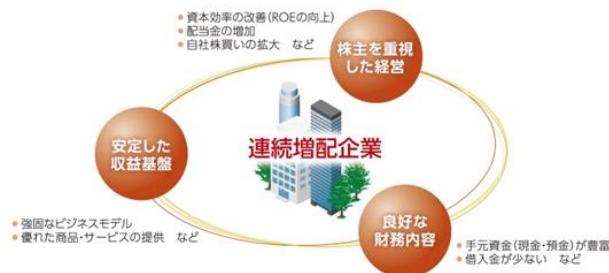 • 資本効率の改善(ROEの向上)
• 配当金の増加
• 自社株買いの拡大 など
株主を重視
した経営
安定した
収益基盤
連続増配企業
• 強固なビジネスモデル
• 優れた商品・サービスの提供 など
良好な
財務内容
• 手元資金(現金・預金)が豊富
• 借入金が少ない など